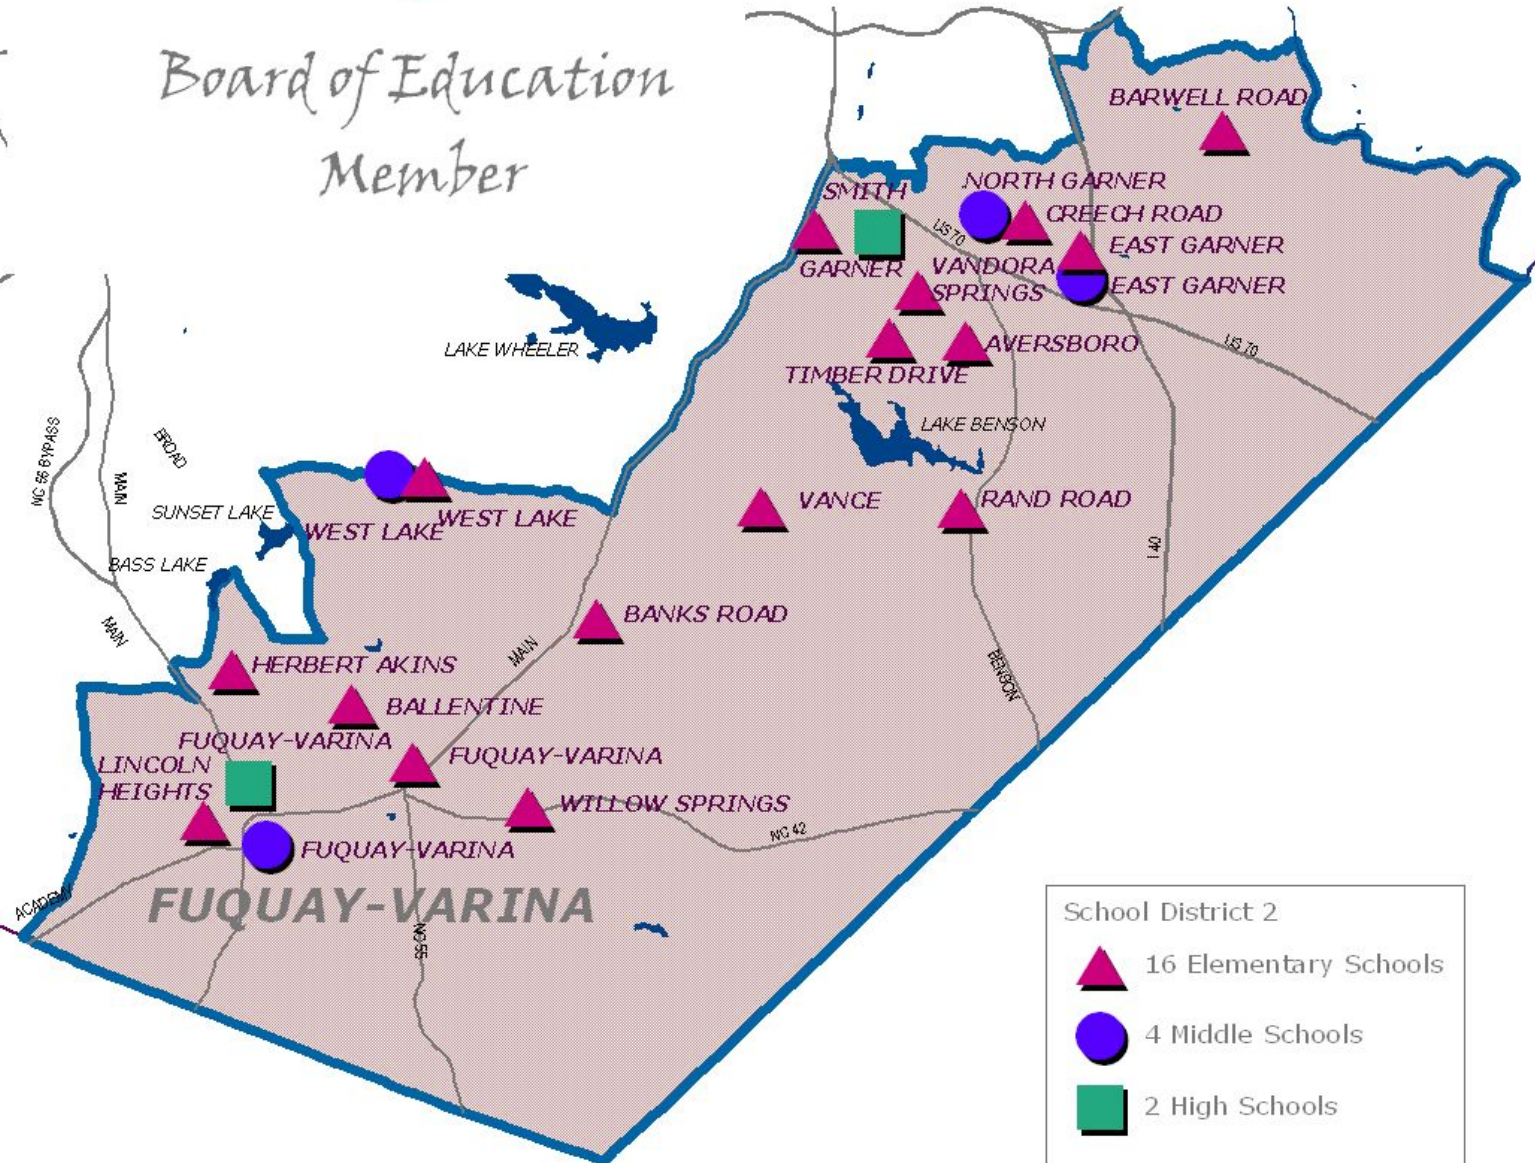 Board of Education
Member
BARWELL ROAD
SMITH
NORTH GARNER
CREECH ROAD
US 70
EAST GARNER
GARNER
VANDORA
SPRINGS
EAST GARNER
LAKE WHEELER
AVERSBORO
US 70
TIMBER DRIVE
LAKE BENSON
NC 55 BYPASS
MAIN
BROAD
SUNSET LAKE
WEST LAKE
WEST LAKE
VANCE
RAND ROAD
I 40
BASS LAKE
MAIN
BANKS ROAD
MAIN
BENSON
HERBERT AKINS
BALLENTINE
FUQUAY-VARINA
FUQUAY-VARINA
LINCOLN
HEIGHTS
WILLOW SPRINGS
NC 42
FUQUAY-VARINA
ACADEMY
FUQUAY-VARINA
NC 55
School District 2
16 Elementary Schools
4 Middle Schools
2 High Schools